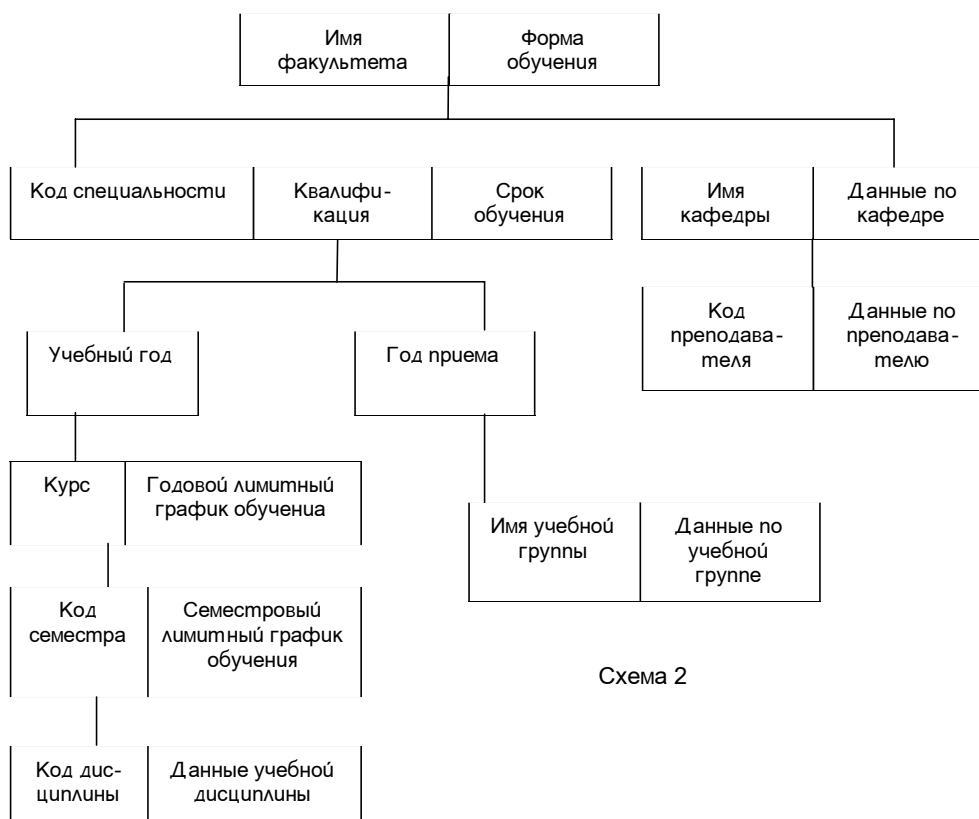 Имя
факультета
Форма
обучения
Код специальности
Квалифи-
кация
Срок
обучения
Имя
кафедры
Данные по
кафедре
Код
преподава-
теля
Данные по
преподавате-
телю
Учебный год
Год приема
Курс
Годовой лимитный
график обучениа
Имя учебной
группы
Данные по
учебной
группе
Код
семестра
Семестровый
лимитный график
обучения
Схема 2
Код дис-
циплины
Данные учебной
дисциплины